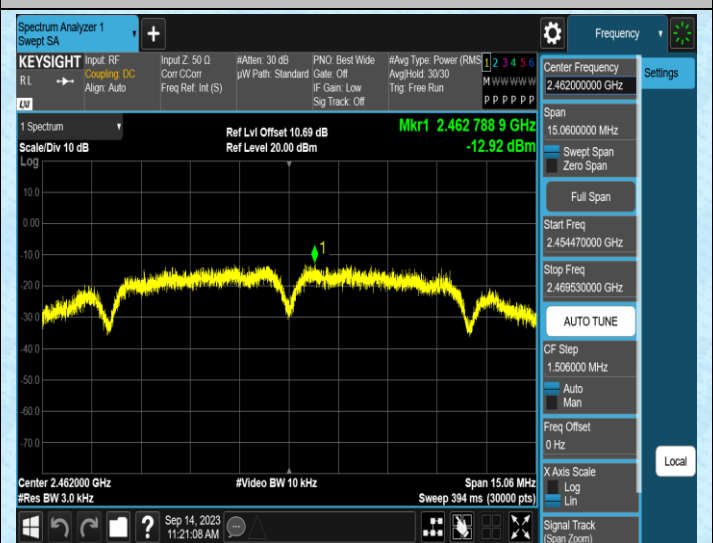 Spectrum Analyzer 1
Swept SA
+
Frequency
KEYSIGHT
RL
LXI
Input: RF
Coupling: DC
Align: Auto
Input Z: 50 Ω
Corr CCorr
Freq Ref: Int (S)
#Atten: 30 dB
µW Path: Standard
PNO: Best Wide
Gate: Off
IF Gain: Low
Sig Track: Off
#Avg Type: Power (RMS
Avg|Hold: 30/30
Trig: Free Run
1 2 3 4 5 6
M W W W W W
P P P P P P
1 Spectrum
Scale/Div 10 dB
Log
Ref Lvl Offset 10.69 dB
Ref Level 20.00 dBm
Mkr1 2.462 788 9 GHz
-12.92 dBm
10.0
0.00
-10.0
-20.0
-30.0
-40.0
-50.0
-60.0
-70.0
1
Center 2.462000 GHz
#Res BW 3.0 kHz
#Video BW 10 kHz
Span 15.06 MHz
Sweep 394 ms (30000 pts)
Sep 14, 2023
11:21:08 AM
?
Center Frequency
2.462000000 GHz
Span
15.0600000 MHz
Swept Span
Zero Span
Full Span
Start Freq
2.454470000 GHz
Stop Freq
2.469530000 GHz
AUTO TUNE
CF Step
1.506000 MHz
Auto
Man
Freq Offset
0 Hz
X Axis Scale
Log
Lin
Signal Track
(Span Zoom)
Settings
Local